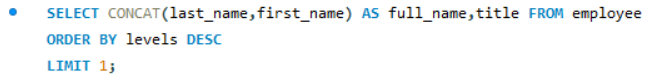 SELECT CONCAT(last_name,first_name) AS full_name,title FROM employee
ORDER BY levels DESC
LIMIT 1;